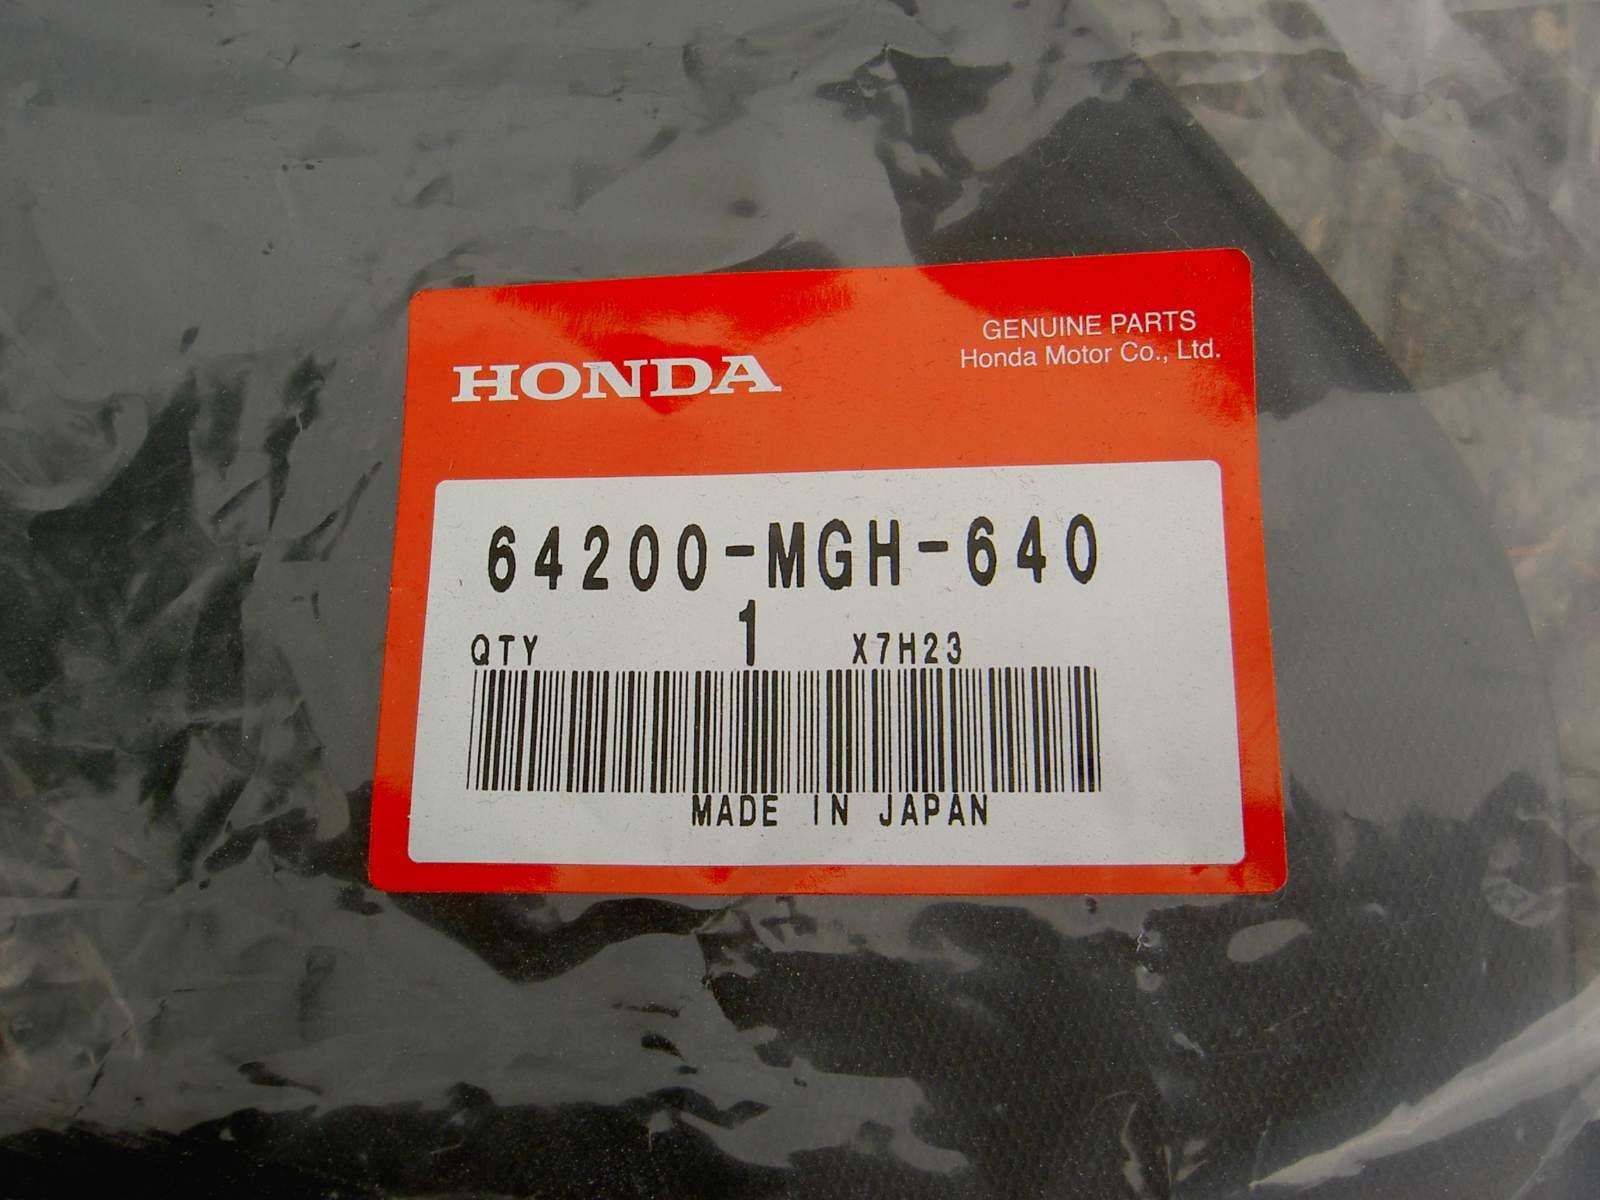 HONDA
GENUINE PARTS
Honda Motor Co., Ltd.
64200-MGH-640
QTY 1 X7H23
MADE IN JAPAN